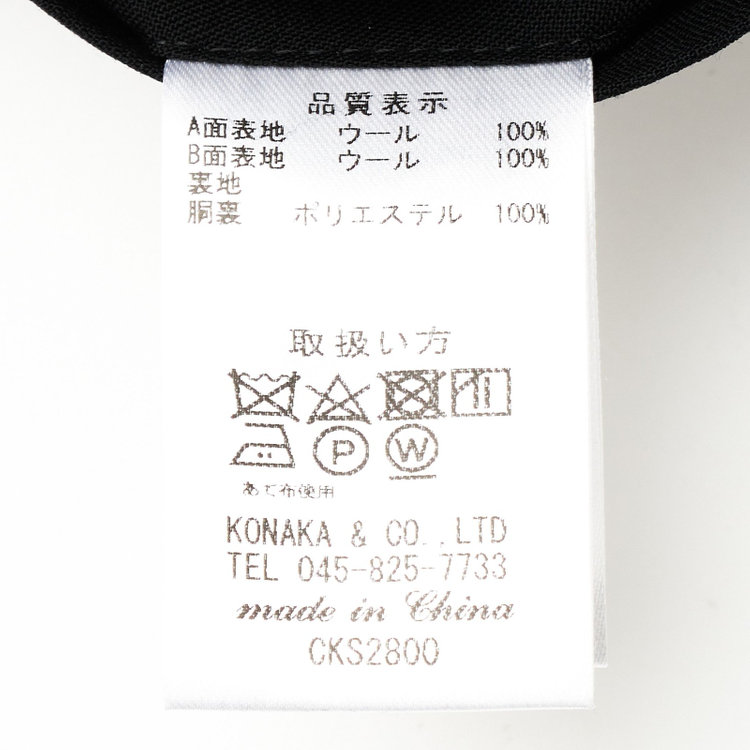 品質表示
A面表地 ウール 100%
B面表地 ウール 100%
裏地
胴裏 ポリエステル 100%
取扱い方
P W
あて布使用
KONAKA & CO.,LTD
TEL 045-825-7733
made in China
CKS2800